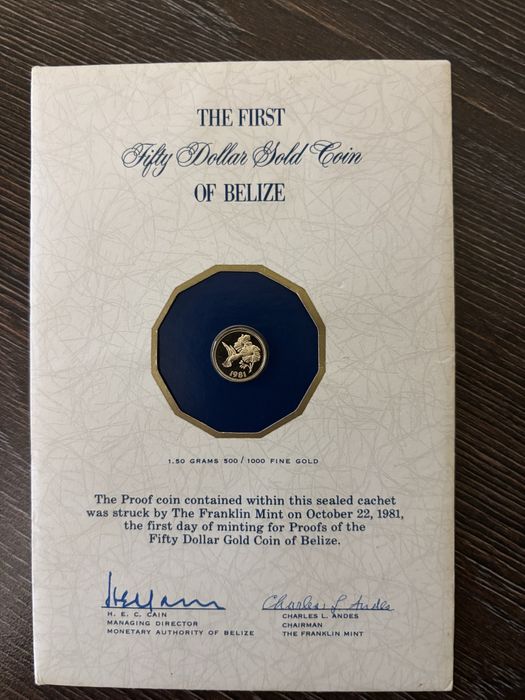 THE FIRST
Fifty Dollar Gold Coin
OF BELIZE
1981
1.50 GRAMS 500/1000 FINE GOLD
The Proof coin contained within this sealed cachet
was struck by The Franklin Mint on October 22, 1981,
the first day of minting for Proofs of the
Fifty Dollar Gold Coin of Belize.
Charles L Andes
H. E. C. CAIN
MANAGING DIRECTOR
MONETARY AUTHORITY OF BELIZE
CHARLES L. ANDES
CHAIRMAN
THE FRANKLIN MINT